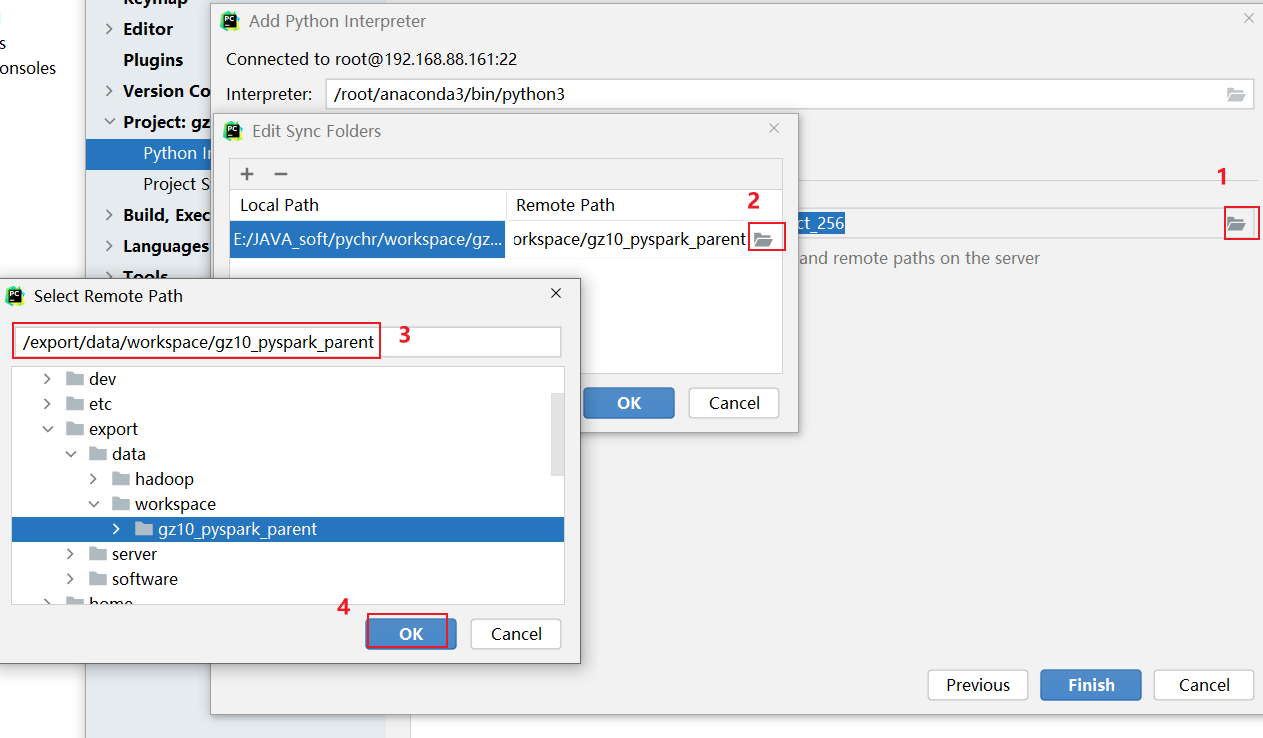 Keymap
Editor
Plugins
Version Co
Project: gz
Python In
Project S
Build, Exec
Languages
Tools
s
onsoles
PC Add Python Interpreter
Connected to root@192.168.88.161:22
Interpreter: /root/anaconda3/bin/python3
1
ct_256
and remote paths on the server
PC Edit Sync Folders
+ −
Local Path Remote Path
2
E:/JAVA_soft/pychr/workspace/gz... orkspace/gz10_pyspark_parent
OK Cancel
PC Select Remote Path
/export/data/workspace/gz10_pyspark_parent 3
dev
etc
export
data
hadoop
workspace
gz10_pyspark_parent
server
software
home
4
OK Cancel
Previous Finish Cancel